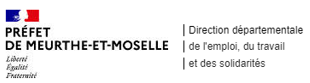 PRÉFET
DE MEURTHE-ET-MOSELLE
Liberté
Égalité
Fraternité
Direction départementale
de l'emploi, du travail
et des solidarités